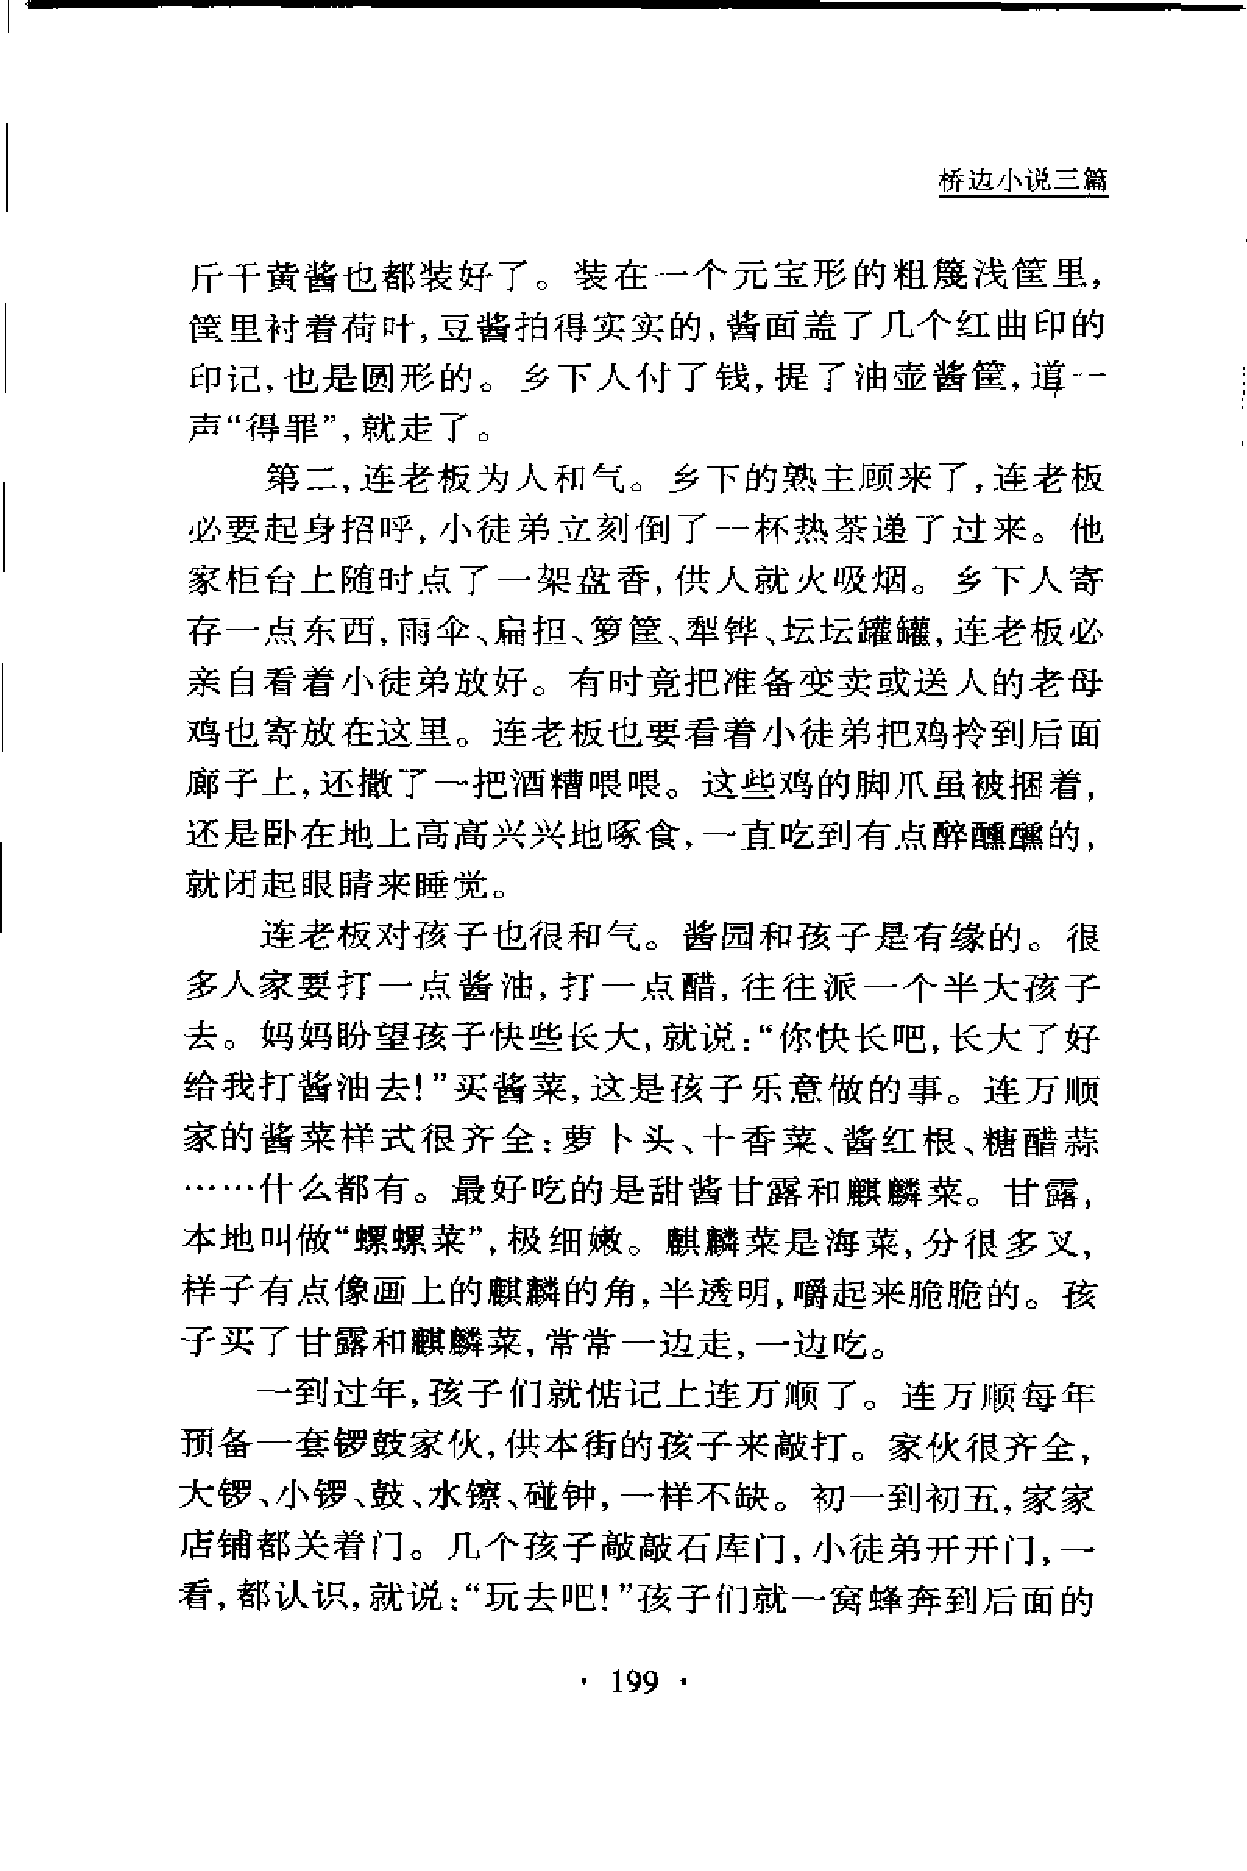 桥边小说三篇
斤干黄酱也都装好了。装在一个元宝形的粗篾浅筐里，
筐里衬着荷叶，豆酱拍得实实的，酱面盖了几个红曲印的
印记，也是圆形的。乡下人付了钱，提了油壶酱筐，道一
声“得罪”，就走了。
第二，连老板为人和气。乡下的熟主顾来了，连老板
必要起身招呼，小徒弟立刻倒了一杯热茶递了过来。他
家柜台上随时点了一架盘香，供人就火吸烟。乡下人寄
存一点东西，雨伞、扁担、箩筐、犁铧、坛坛罐罐，连老板必
亲自看着小徒弟放好。有时竟把准备变卖或送人的老母
鸡也寄放在这里。连老板也要看着小徒弟把鸡拎到后面
廊子上，还撒了一把酒糟喂喂。这些鸡的脚爪虽被捆着，
还是卧在地上高高兴兴地啄食，一直吃到有点醉醺醺的，
就闭起眼睛来睡觉。
连老板对孩子也很和气。酱园和孩子是有缘的。很
多人家要打一点酱油，打一点醋，往往派一个半大孩子
去。妈妈盼望孩子快些长大，就说：“你快长吧，长大了好
给我打酱油去！”买酱菜，这是孩子乐意做的事。连万顺
家的酱菜样式很齐全：萝卜头、十香菜、酱红根、糖醋蒜
……什么都有。最好吃的是甜酱甘露和麒麟菜。甘露，
本地叫做“螺螺菜”，极细嫩。麒麟菜是海菜，分很多叉，
样子有点像画上的麒麟的角，半透明，嚼起来脆脆的。孩
子买了甘露和麒麟菜，常常一边走，一边吃。
一到过年，孩子们就惦记上连万顺了。连万顺每年
预备一套锣鼓家伙，供本街的孩子来敲打。家伙很齐全，
大锣、小锣、鼓、水镲、碰钟，一样不缺。初一到初五，家家
店铺都关着门。几个孩子敲敲石库门，小徒弟开开门，一
看，都认识，就说：“玩去吧！”孩子们就一窝蜂奔到后面的
· 199 ·